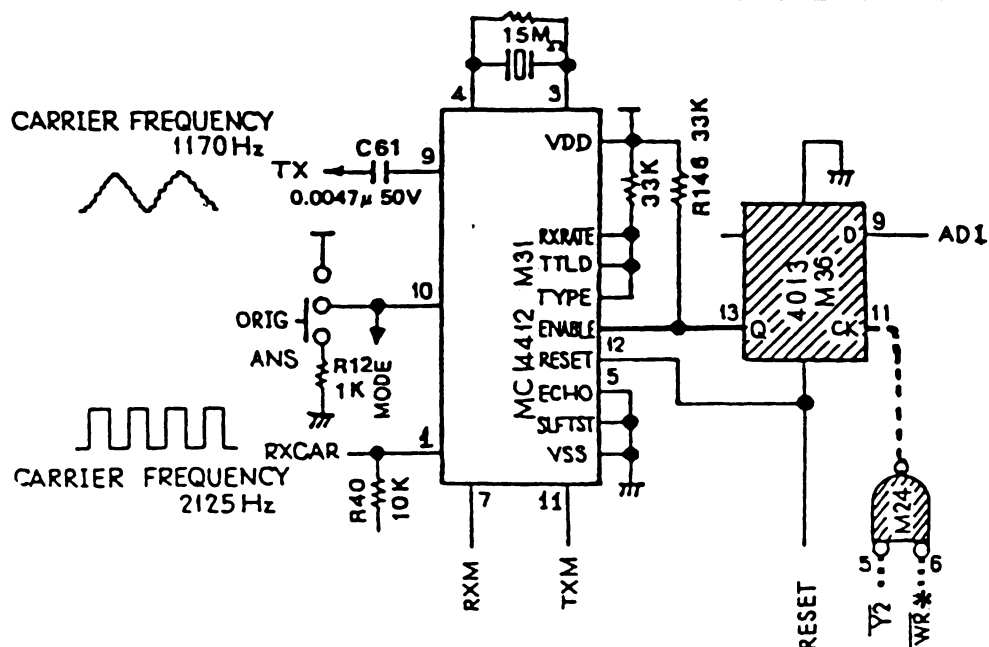 15MΩ
4
3
CARRIER FREQUENCY
1170Hz
TX
C61
9
0.0047μ 50V
ORIG
ANS
10
R12
1K
MODE
CARRIER FREQUENCY
2125Hz
RXCAR
1
R40
10K
7
11
RXM
TXM
MC14412 M31
VDD
RXRATE
TTLD
TYPE
ENABLE
RESET
ECHO
SLFTST
VSS
12
5
33K
R146 33K
13
Q
4013
M36
D
9
AD1
CK
11
M24
5
6
Y2
WR*
RESET